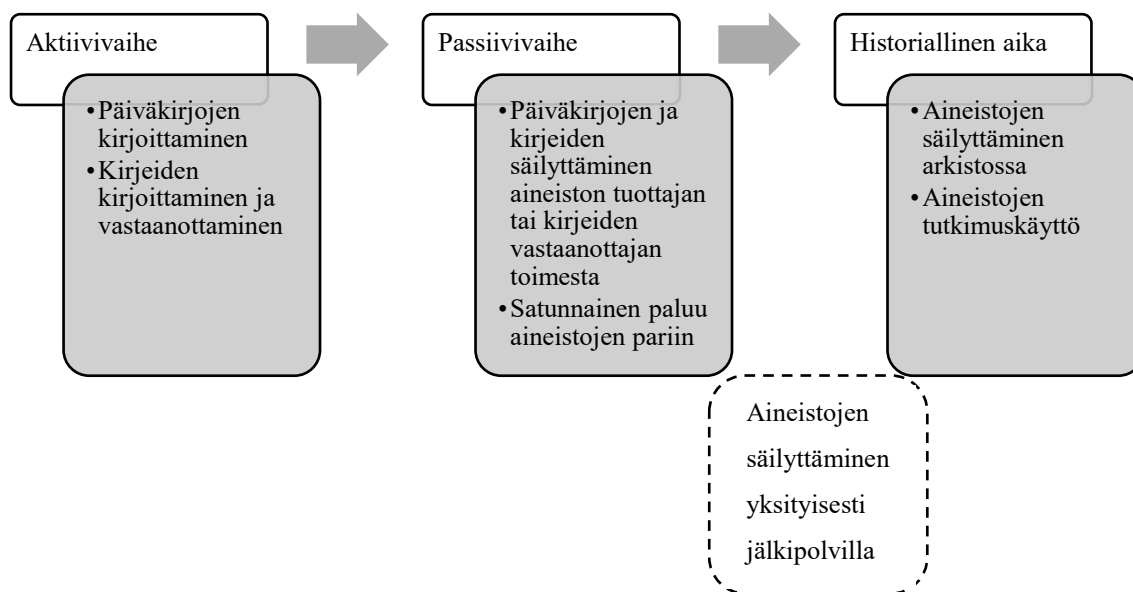 Aktiivivaihe
•Päiväkirjojen
kirjoittaminen
•Kirjeiden
kirjoittaminen ja
vastaanottaminen
Passiivivaihe
•Päiväkirjojen ja
kirjeiden
säilyttäminen
aineiston tuottajan
tai kirjeiden
vastaanottajan
toimesta
•Satunnainen paluu
aineistojen pariin
Historiallinen aika
•Aineistojen
säilyttäminen
arkistossa
•Aineistojen
tutkimuskäyttö
Aineistojen
säilyttäminen
yksityisesti
jälkipolvilla